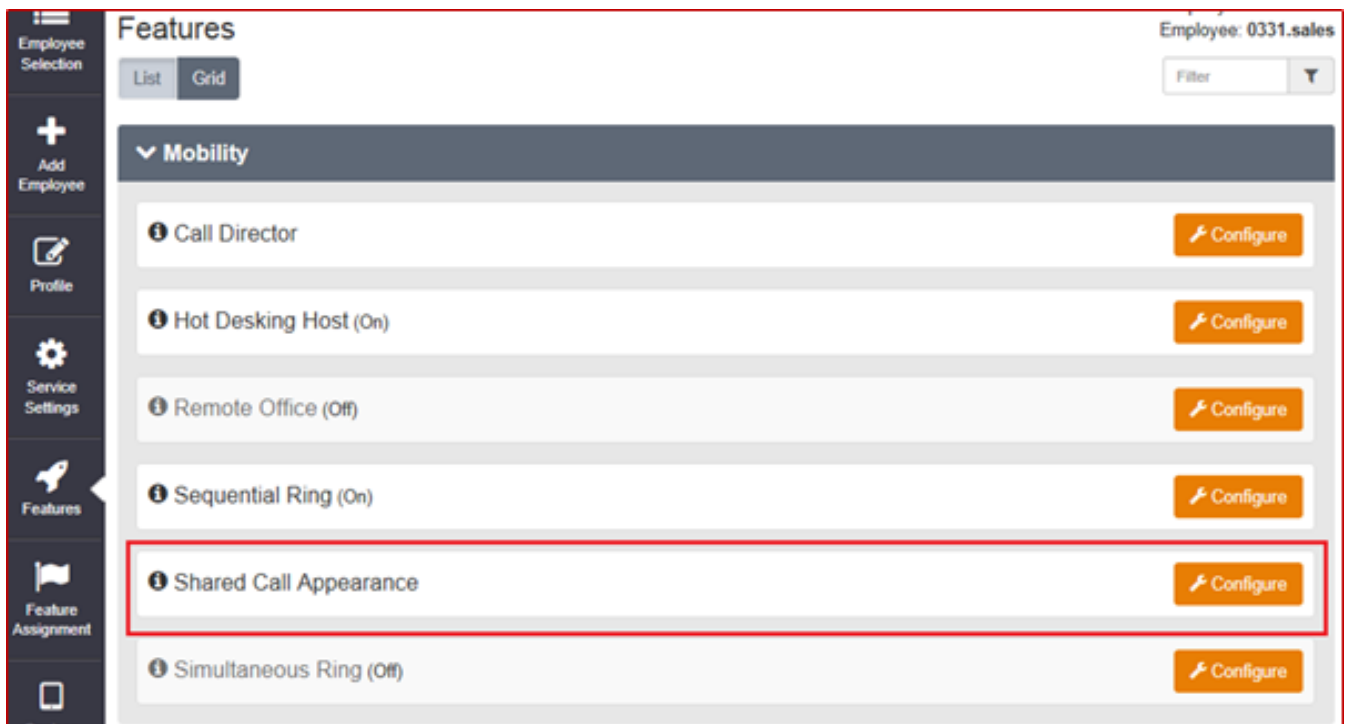 Employee
Selection
Add
Employee
Profile
Service
Settings
Features
Feature
Assignment
Features
Employee: 0331.sales
List
Grid
Filter
Mobility
Call Director
Configure
Hot Desking Host (On)
Configure
Remote Office (Off)
Configure
Sequential Ring (On)
Configure
Shared Call Appearance
Configure
Simultaneous Ring (Off)
Configure